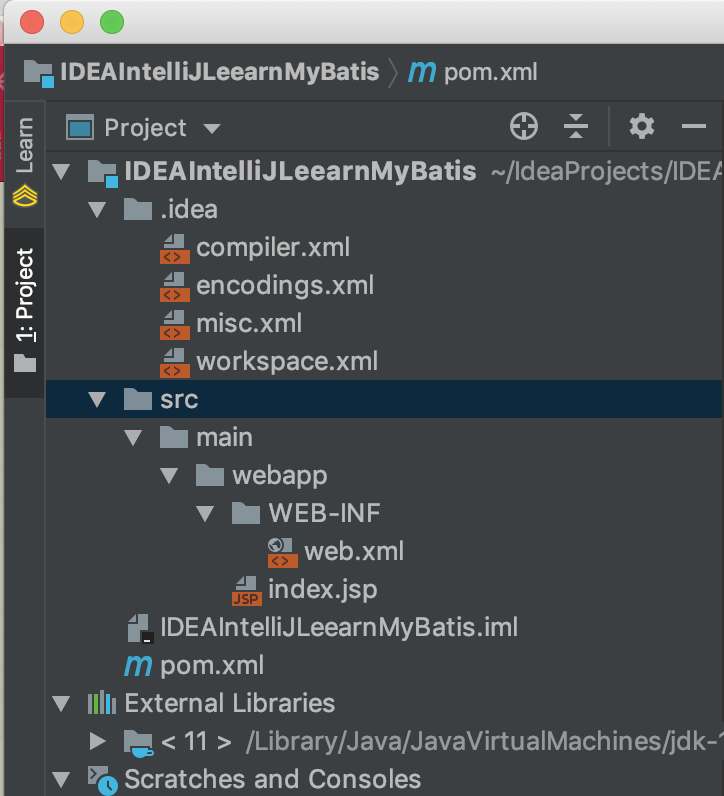 IDEAIntelliJLeearnMyBatis pom.xml
Learn
1: Project
Project
IDEAIntelliJLeearnMyBatis ~/IdeaProjects/IDEA
.idea
compiler.xml
encodings.xml
misc.xml
workspace.xml
src
main
webapp
WEB-INF
web.xml
JSP index.jsp
IDEAIntelliJLeearnMyBatis.iml
m pom.xml
External Libraries
< 11 > /Library/Java/JavaVirtualMachines/jdk-1
Scratches and Consoles